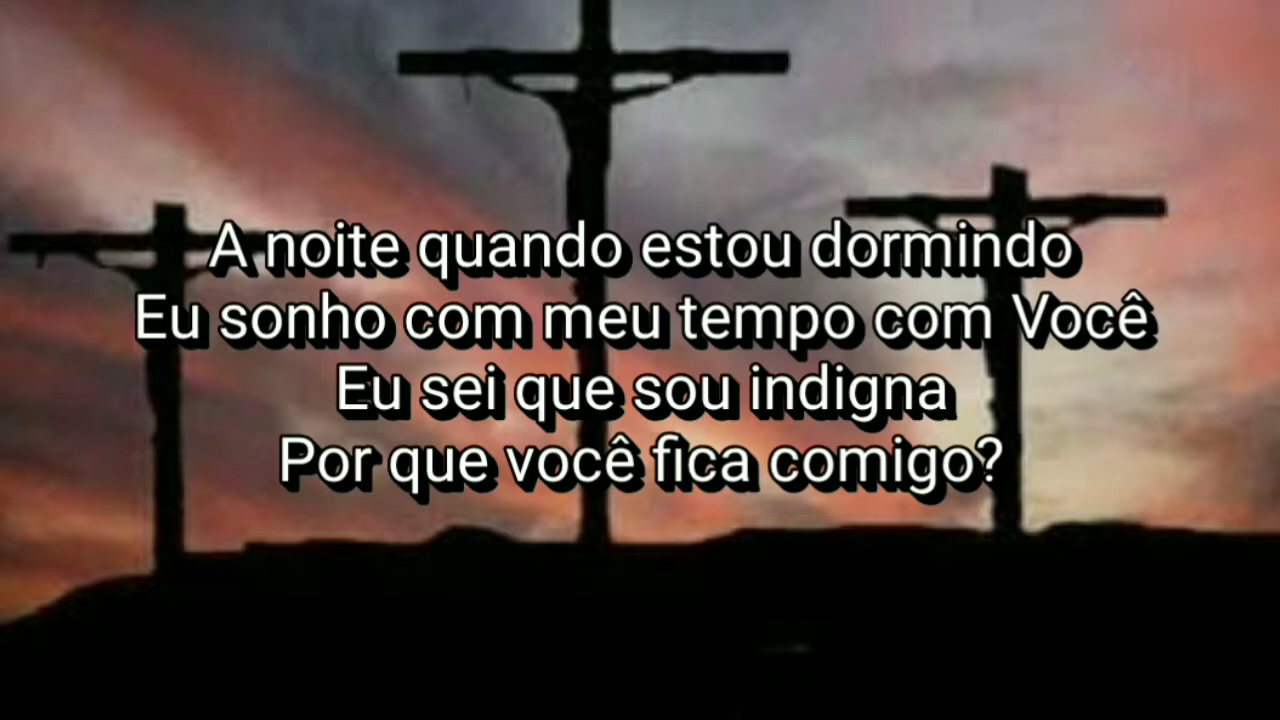 A noite quando estou dormindo
Eu sonho com meu tempo com Você
Eu sei que sou indigna
Por que você fica comigo?